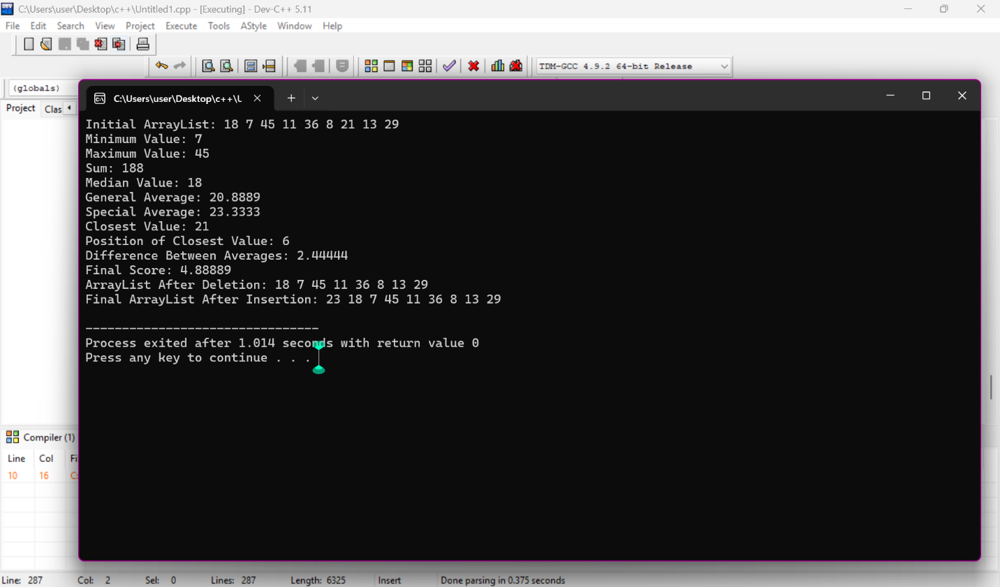 C:\Users\user\Desktop\c++\Untitled1.cpp - [Executing] - Dev-C++ 5.11
File Edit Search View Project Execute Tools AStyle Window Help
TDM-GCC 4.9.2 64-bit Release
(globals)
Project Clas
C:\Users\user\Desktop\c++\U
Initial ArrayList: 18 7 45 11 36 8 21 13 29
Minimum Value: 7
Maximum Value: 45
Sum: 188
Median Value: 18
General Average: 20.8889
Special Average: 23.3333
Closest Value: 21
Position of Closest Value: 6
Difference Between Averages: 2.44444
Final Score: 4.88889
ArrayList After Deletion: 18 7 45 11 36 8 13 29
Final ArrayList After Insertion: 23 18 7 45 11 36 8 13 29
--------------------------------
Process exited after 1.014 seconds with return value 0
Press any key to continue . . .
Compiler (1)
Line Col Fi
10 16 C:
Line: 287 Col: 2 Sel: 0 Lines: 287 Length: 6325 Insert Done parsing in 0.375 seconds